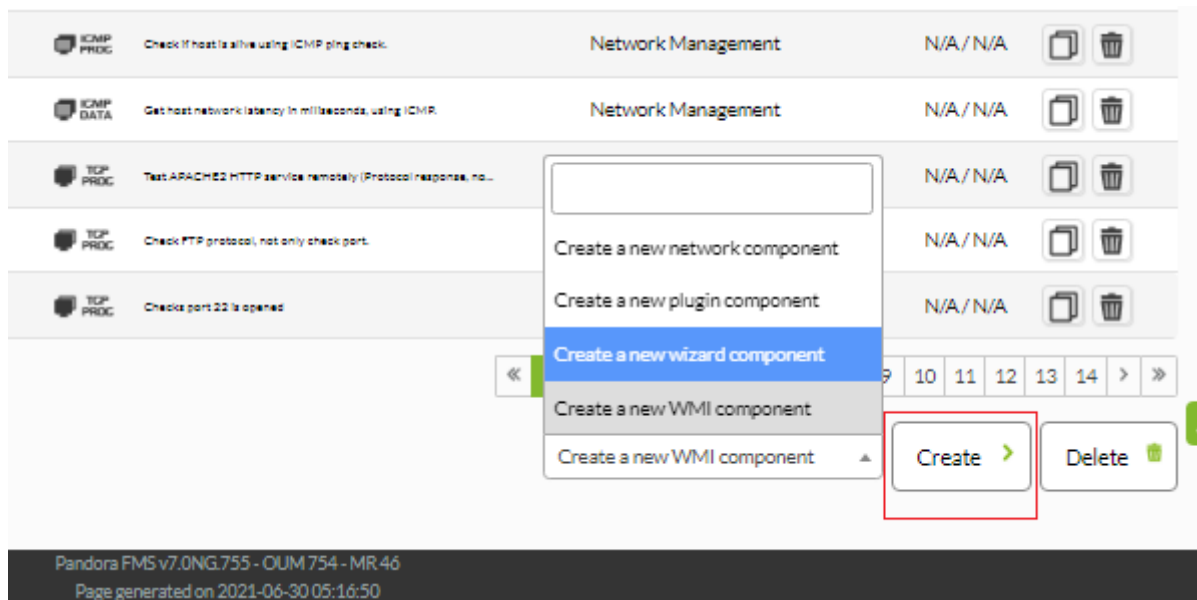 ICMP PROC Check if host is alive using ICMP ping check. Network Management N/A / N/A
ICMP DATA Get host network latency in miliseconds, using ICMP. Network Management N/A / N/A
TCP PROC Test APACHE2 HTTP service remotely (Protocol response, no... N/A / N/A
TCP PROC Check FTP protocol, not only check port. N/A / N/A
TCP PROC Checks port 22 is opened N/A / N/A
Create a new network component
Create a new plugin component
Create a new wizard component
Create a new WMI component
« 9 10 11 12 13 14 > »
Create a new WMI component Create > Delete
Pandora FMS v7.0NG.755 - OUM 754 - MR 46
Page generated on 2021-06-30 05:16:50